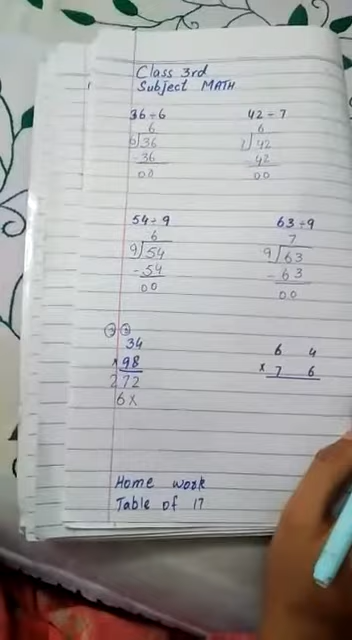 Class 3rd
Subject MATH
36 ÷ 6
6
6)36
-36
00
42 ÷ 7
6
7)42
42
00
54 ÷ 9
6
9)54
-54
00
63 ÷ 9
7
9)63
-63
00
34
×98
272
6×
6 4
× 7 6
Home work
Table of 17